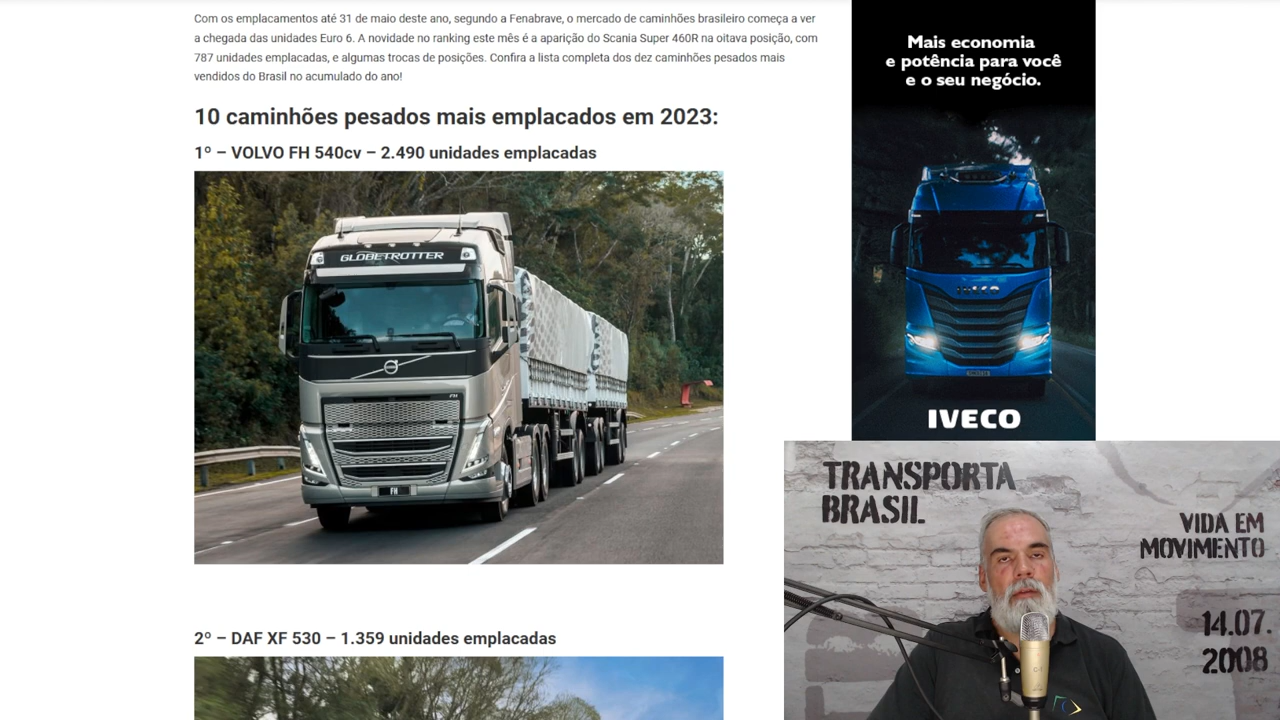 Com os emplacamentos até 31 de maio deste ano, segundo a Fenabrave, o mercado de caminhões brasileiro começa a ver
a chegada das unidades Euro 6. A novidade no ranking este mês é a aparição do Scania Super 460R na oitava posição, com
787 unidades emplacadas, e algumas trocas de posições. Confira a lista completa dos dez caminhões pesados mais
vendidos do Brasil no acumulado do ano!
10 caminhões pesados mais emplacados em 2023:
1º – VOLVO FH 540cv – 2.490 unidades emplacadas
GLOBETROTTER
FH
FH
2º – DAF XF 530 – 1.359 unidades emplacadas
Mais economia
e potência para você
e o seu negócio.
IVECO
IVECO
TRANSPORTA
BRASIL
VIDA EM
MOVIMENTO
14.07.
2008